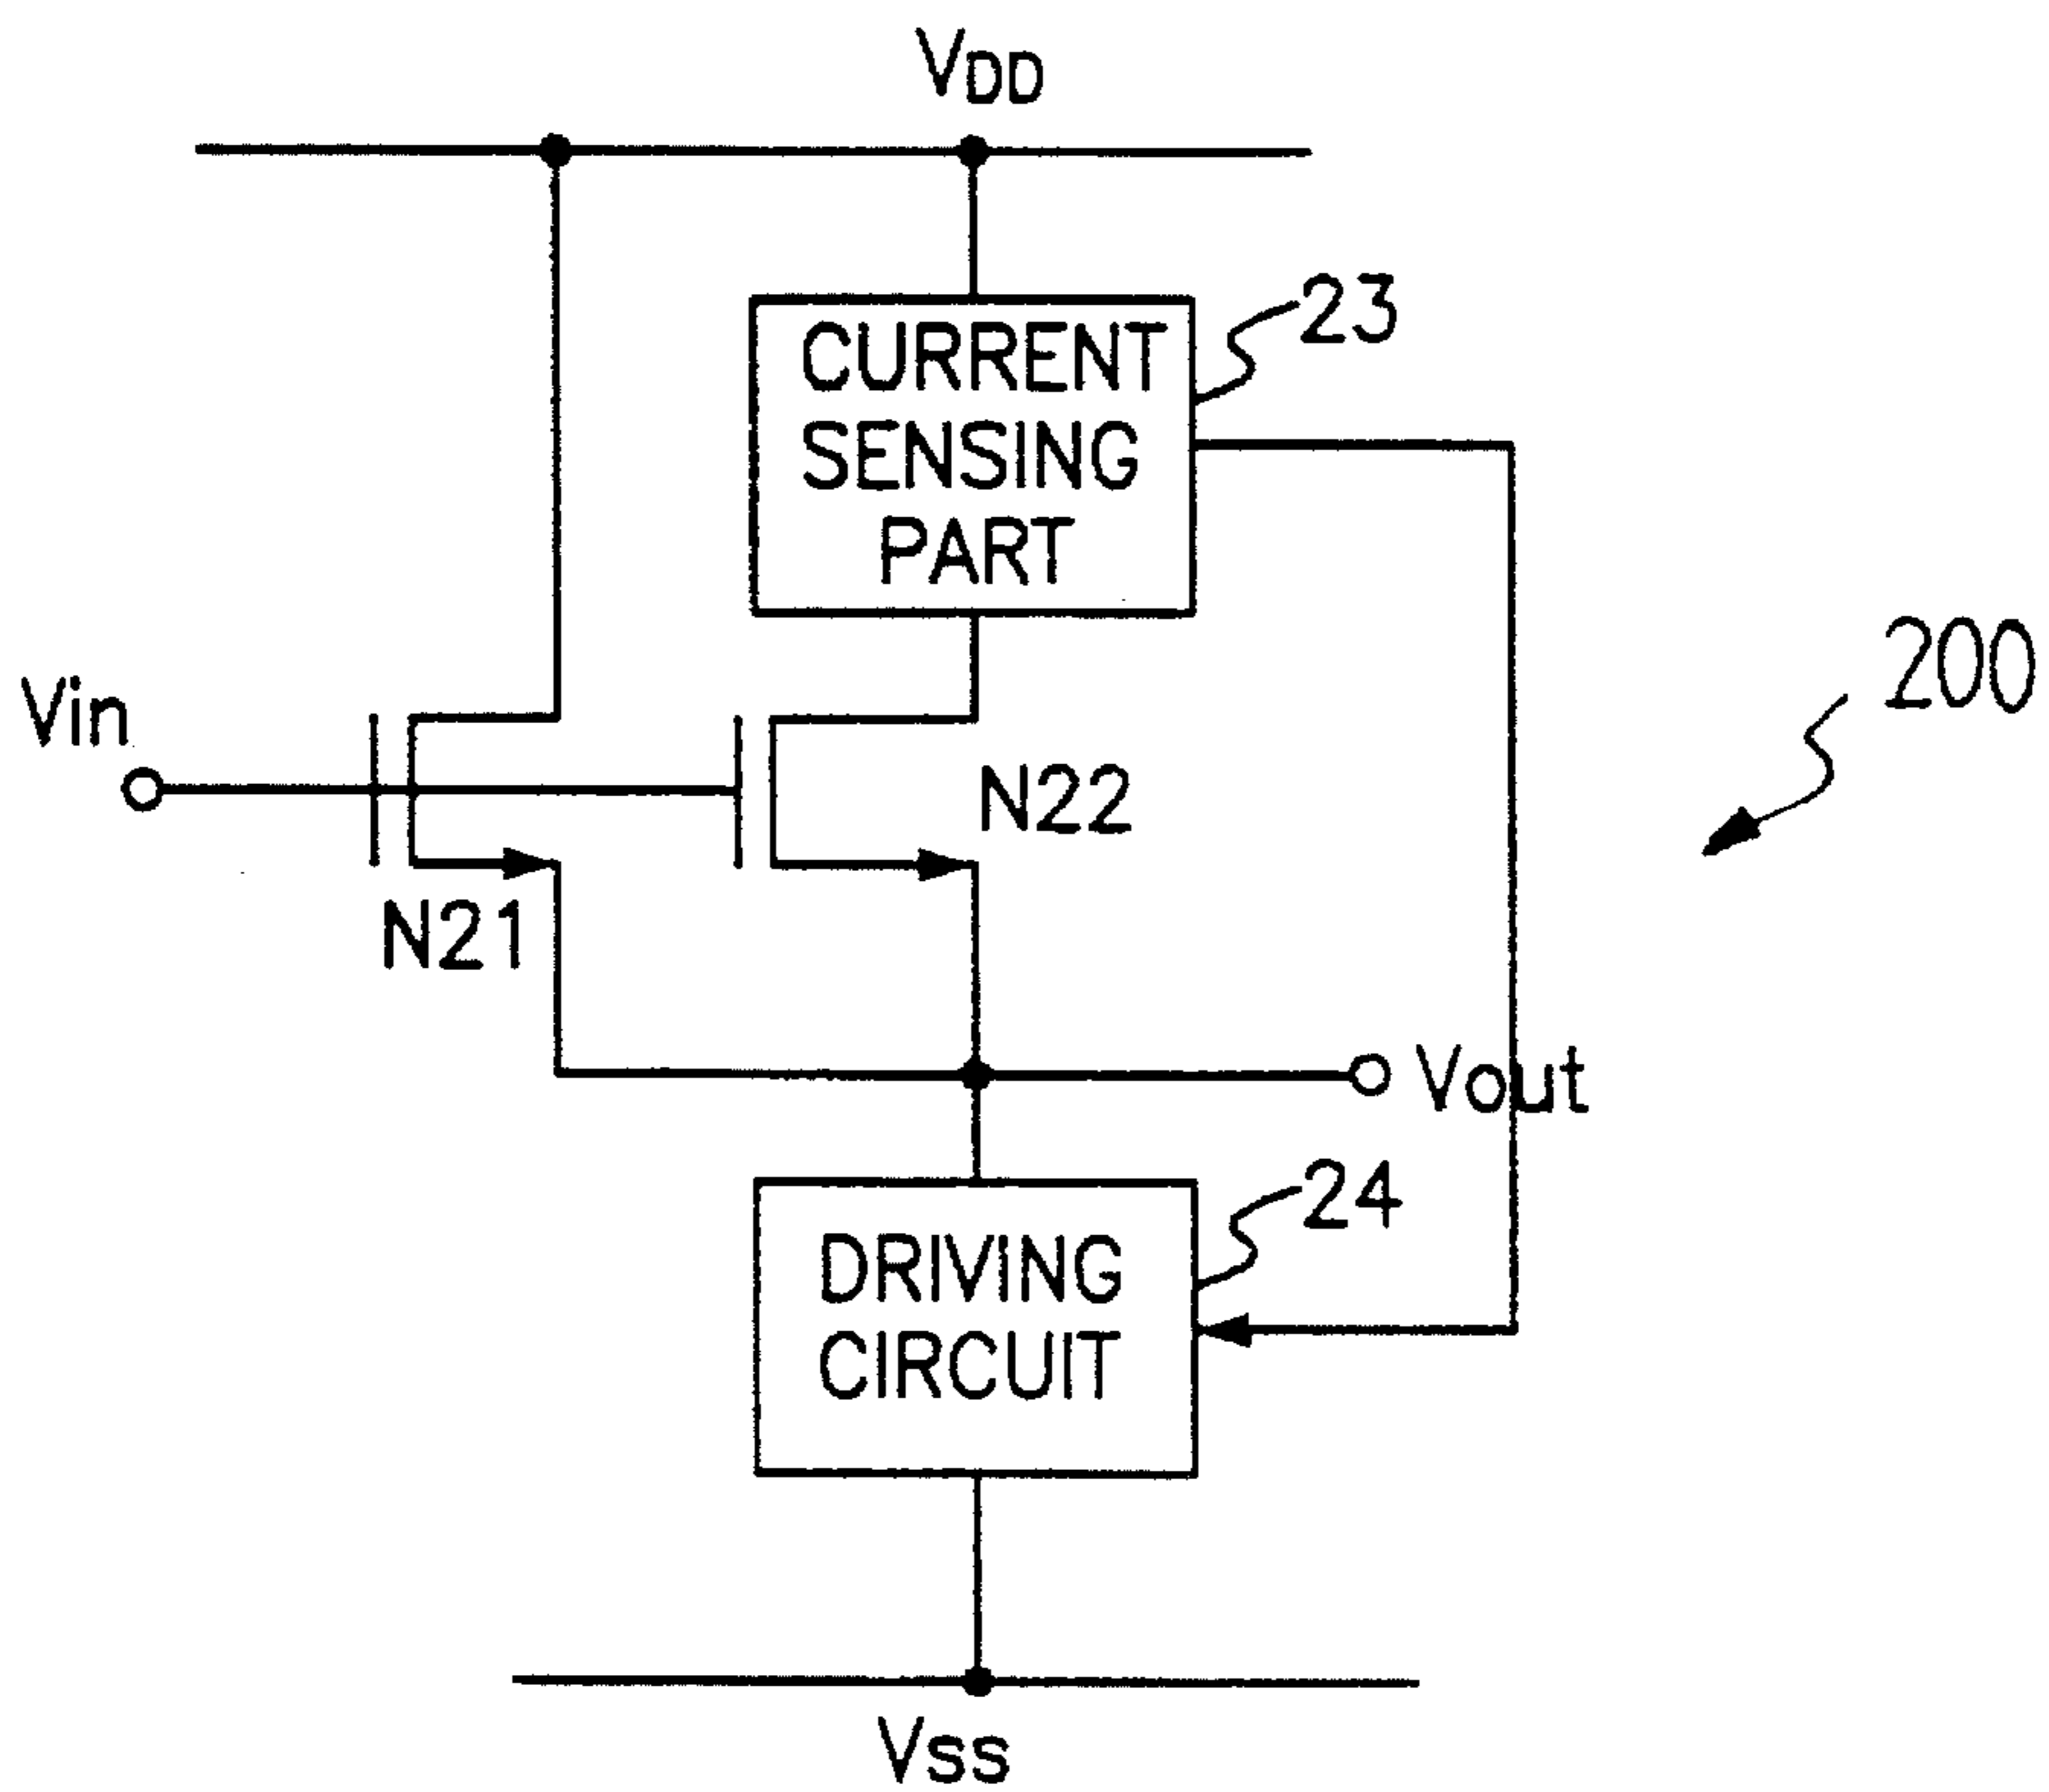 VDD
CURRENT
SENSING
PART
23
200
Vin
N22
N21
Vout
24
DRIVING
CIRCUIT
Vss